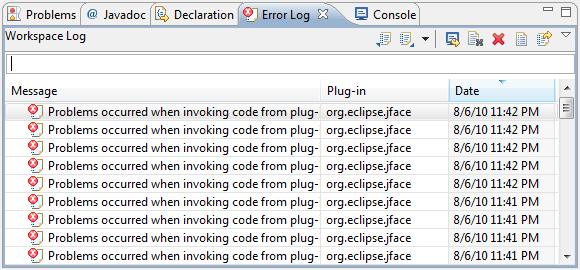 Problems @ Javadoc Declaration Error Log Console
Workspace Log
Message Plug-in Date
Problems occurred when invoking code from plug- org.eclipse.jface 8/6/10 11:42 PM
Problems occurred when invoking code from plug- org.eclipse.jface 8/6/10 11:42 PM
Problems occurred when invoking code from plug- org.eclipse.jface 8/6/10 11:42 PM
Problems occurred when invoking code from plug- org.eclipse.jface 8/6/10 11:42 PM
Problems occurred when invoking code from plug- org.eclipse.jface 8/6/10 11:42 PM
Problems occurred when invoking code from plug- org.eclipse.jface 8/6/10 11:41 PM
Problems occurred when invoking code from plug- org.eclipse.jface 8/6/10 11:41 PM
Problems occurred when invoking code from plug- org.eclipse.jface 8/6/10 11:41 PM
Problems occurred when invoking code from plug- org.eclipse.jface 8/6/10 11:41 PM